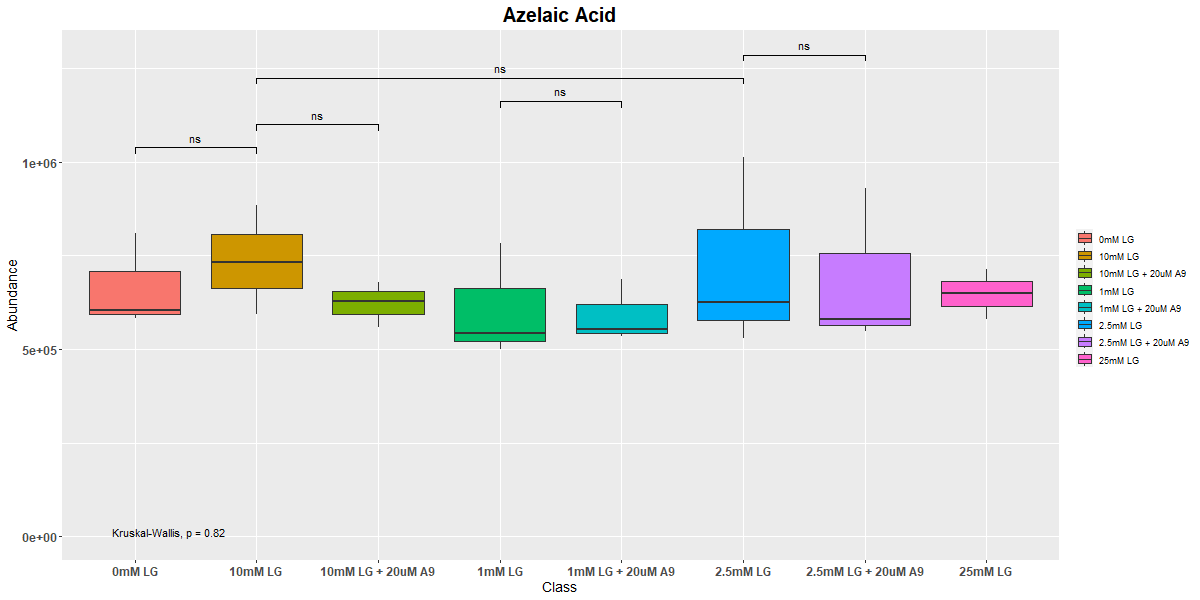 Azelaic Acid
ns
ns
ns
ns
ns
1e+06
5e+05
0e+00
Abundance
Kruskal-Wallis, p = 0.82
0mM LG
10mM LG
10mM LG + 20uM A9
1mM LG
1mM LG + 20uM A9
2.5mM LG
2.5mM LG + 20uM A9
25mM LG
Class
0mM LG
10mM LG
10mM LG + 20uM A9
1mM LG
1mM LG + 20uM A9
2.5mM LG
2.5mM LG + 20uM A9
25mM LG